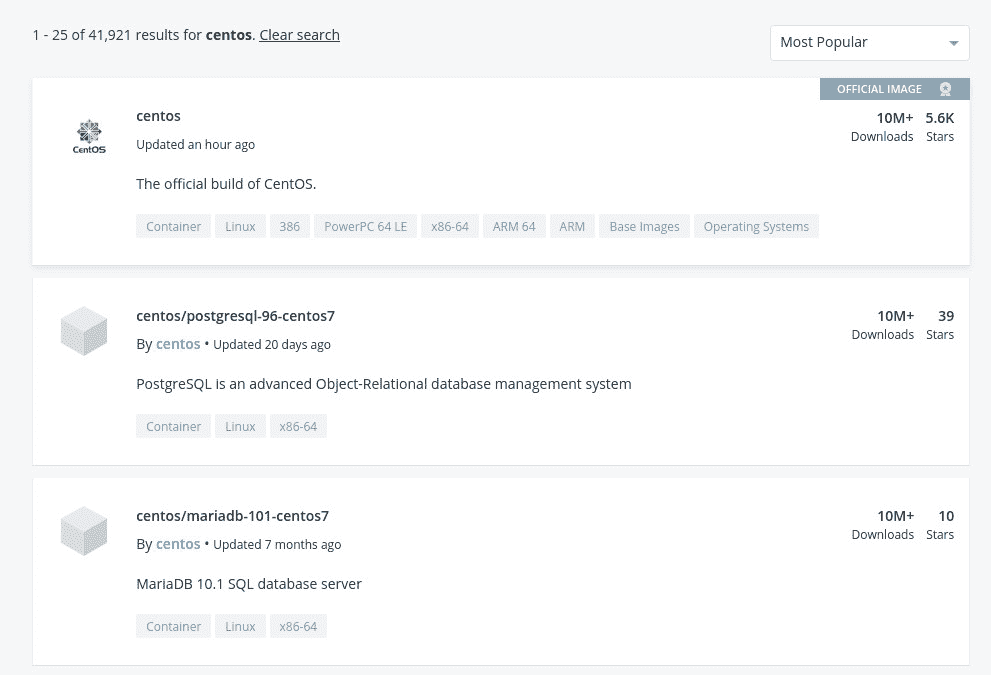 1 - 25 of 41,921 results for centos. Clear search
Most Popular
OFFICIAL IMAGE
CentOS
centos
Updated an hour ago
10M+ 5.6K
Downloads Stars
The official build of CentOS.
Container Linux 386 PowerPC 64 LE x86-64 ARM 64 ARM Base Images Operating Systems
centos/postgresql-96-centos7
By centos • Updated 20 days ago
10M+ 39
Downloads Stars
PostgreSQL is an advanced Object-Relational database management system
Container Linux x86-64
centos/mariadb-101-centos7
By centos • Updated 7 months ago
10M+ 10
Downloads Stars
MariaDB 10.1 SQL database server
Container Linux x86-64